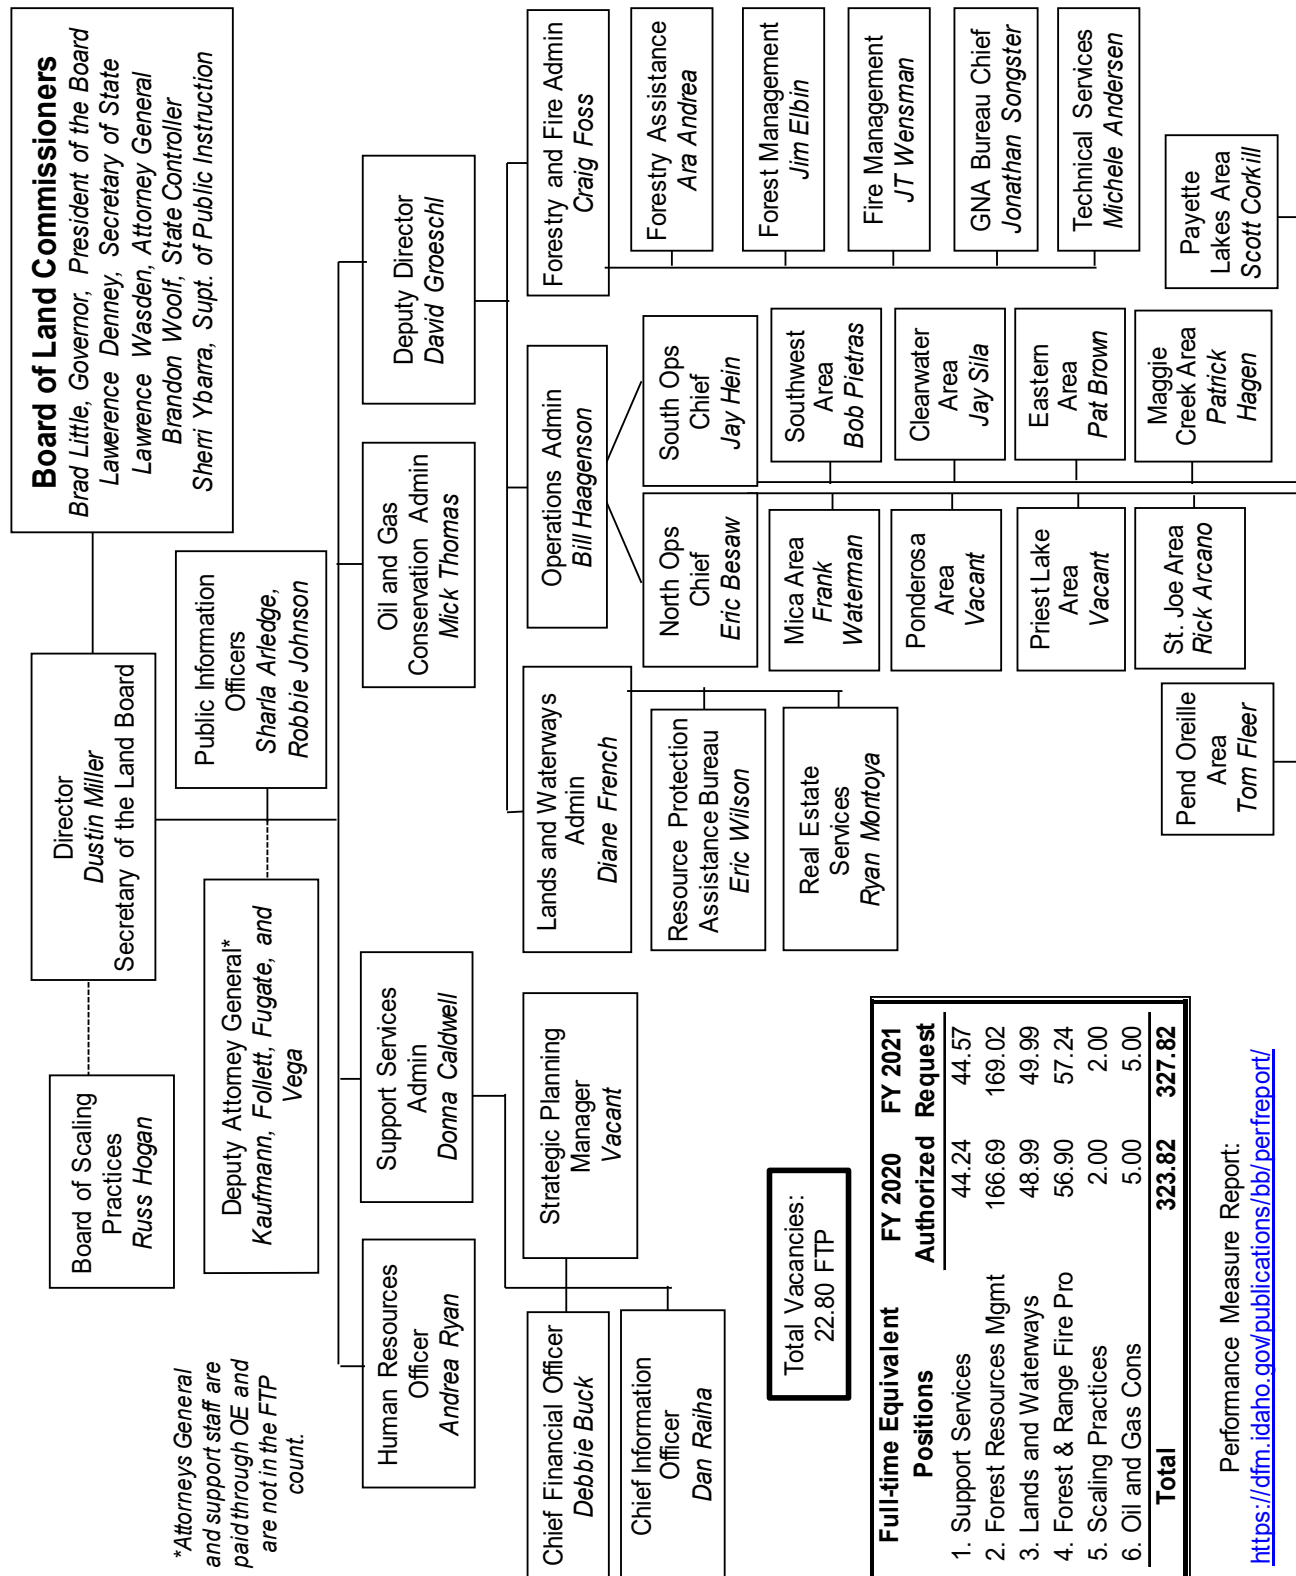 Board of Land Commissioners
Brad Little, Governor, President of the Board
Lawerence Denney, Secretary of State
Lawrence Wasden, Attorney General
Brandon Woolf, State Controller
Sherri Ybarra, Supt. of Public Instruction
Director
Dustin Miller
Secretary of the Land Board
Board of Scaling
Practices
Russ Hogan
Public Information
Officers
Sharla Arledge,
Robbie Johnson
Deputy Attorney General*
Kaufmann, Follett, Fugate, and
Vega
*Attorneys General
and support staff are
paid through OE and
are not in the FTP
count.
Human Resources
Officer
Andrea Ryan
Support Services
Admin
Donna Caldwell
Oil and Gas
Conservation Admin
Mick Thomas
Deputy Director
David Groeschl
Chief Financial Officer
Debbie Buck
Strategic Planning
Manager
Vacant
Chief Information
Officer
Dan Raiha
Lands and Waterways
Admin
Diane French
Resource Protection
Assistance Bureau
Eric Wilson
Real Estate
Services
Ryan Montoya
Operations Admin
Bill Haagenson
North Ops
Chief
Eric Besaw
South Ops
Chief
Jay Hein
Mica Area
Frank
Waterman
Southwest
Area
Bob Pietras
Ponderosa
Area
Vacant
Clearwater
Area
Jay Sila
Priest Lake
Area
Vacant
Eastern
Area
Pat Brown
St. Joe Area
Rick Arcano
Maggie
Creek Area
Patrick
Hagen
Pend Oreille
Area
Tom Fleer
Payette
Lakes Area
Scott Corkill
Forestry and Fire Admin
Craig Foss
Forestry Assistance
Ara Andrea
Forest Management
Jim Elbin
Fire Management
JT Wensman
GNA Bureau Chief
Jonathan Songster
Technical Services
Michele Andersen
Total Vacancies:
22.80 FTP
Full-time Equivalent FY 2020 FY 2021
Positions Authorized Request
1. Support Services 44.24 44.57
2. Forest Resources Mgmt 166.69 169.02
3. Lands and Waterways 48.99 49.99
4. Forest & Range Fire Pro 56.90 57.24
5. Scaling Practices 2.00 2.00
6. Oil and Gas Cons 5.00 5.00
Total 323.82 327.82
Performance Measure Report:
https://dfm.idaho.gov/publications/bb/perfreport/